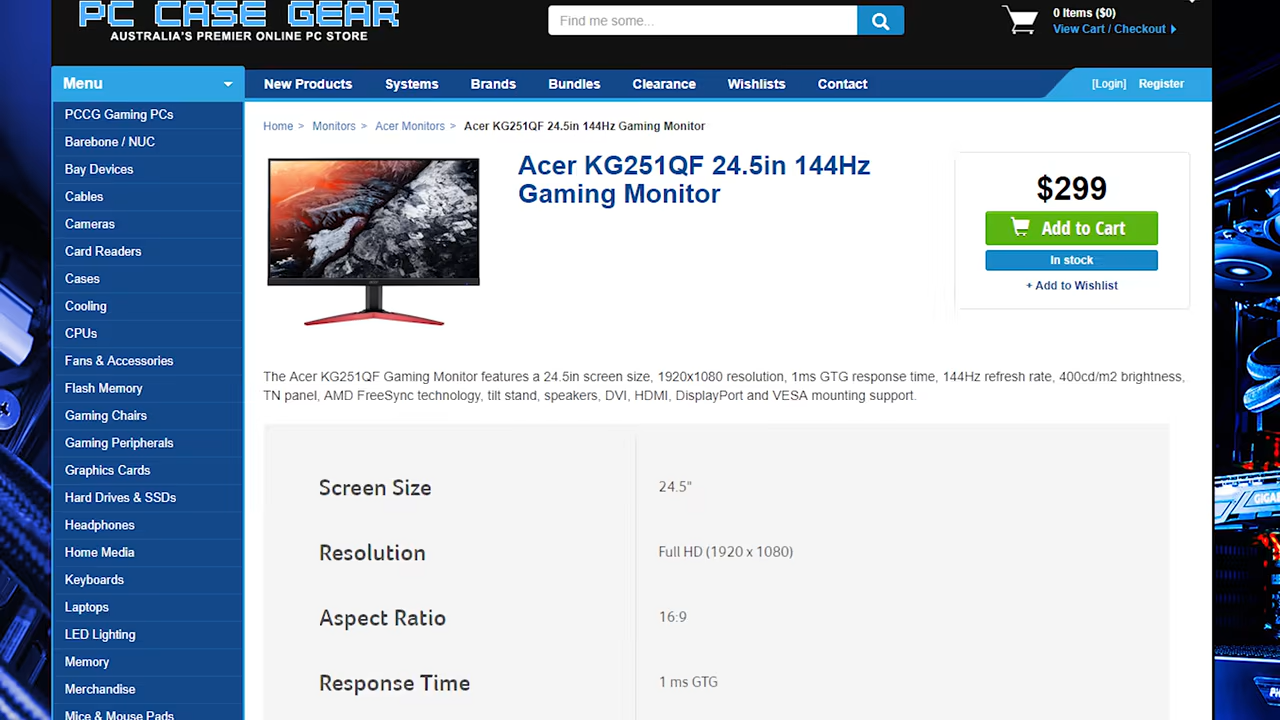 PC CASE GEAR
AUSTRALIA'S PREMIER ONLINE PC STORE
Find me some...
0 Items ($0)
View Cart / Checkout
Menu
New Products
Systems
Brands
Bundles
Clearance
Wishlists
Contact
[Login]
Register
PCCG Gaming PCs
Barebone / NUC
Bay Devices
Cables
Cameras
Card Readers
Cases
Cooling
CPUs
Fans & Accessories
Flash Memory
Gaming Chairs
Gaming Peripherals
Graphics Cards
Hard Drives & SSDs
Headphones
Home Media
Keyboards
Laptops
LED Lighting
Memory
Merchandise
Mice & Mouse Pads
Home > Monitors > Acer Monitors > Acer KG251QF 24.5in 144Hz Gaming Monitor
Acer KG251QF 24.5in 144Hz
Gaming Monitor
$299
Add to Cart
In stock
+ Add to Wishlist
The Acer KG251QF Gaming Monitor features a 24.5in screen size, 1920x1080 resolution, 1ms GTG response time, 144Hz refresh rate, 400cd/m2 brightness,
TN panel, AMD FreeSync technology, tilt stand, speakers, DVI, HDMI, DisplayPort and VESA mounting support.
Screen Size 24.5"
Resolution Full HD (1920 x 1080)
Aspect Ratio 16:9
Response Time 1 ms GTG